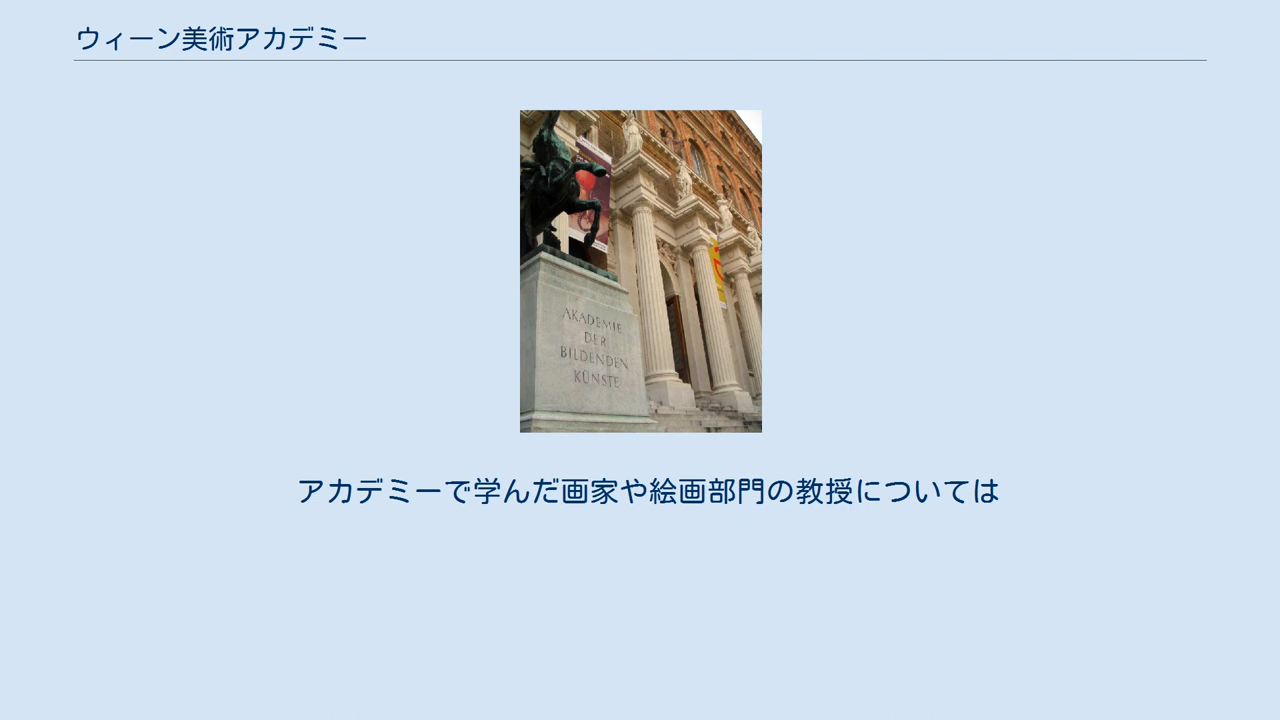 ウィーン美術アカデミー
AKADEMIE
DER
BILDENDEN
KÜNSTE
アカデミーで学んだ画家や絵画部門の教授については